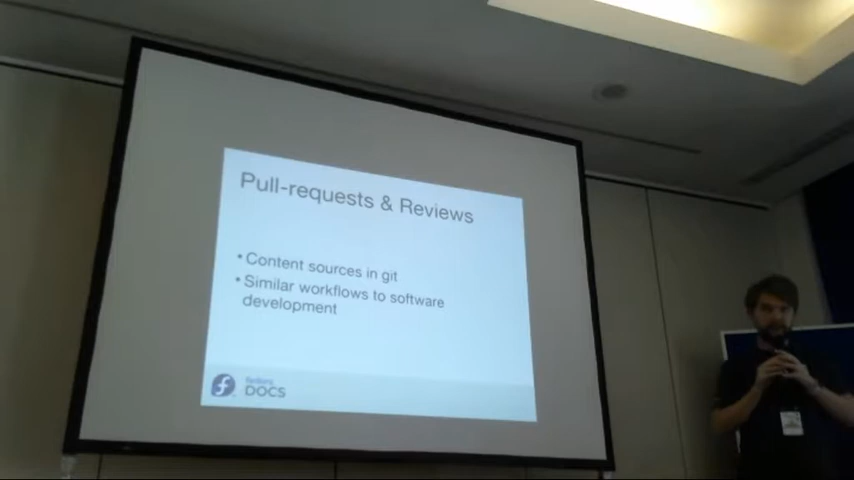 Pull-requests & Reviews
• Content sources in git
• Similar workflows to software
development
fedora
DOCS